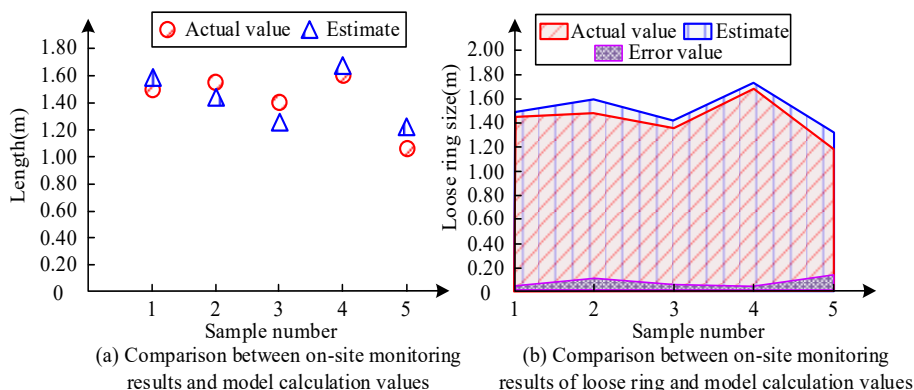 Actual value Estimate
Length(m)
1.80
1.60
1.40
1.20
1.00
0.80
0.60
0.40
0.20
0
1 2 3 4 5
Sample number
(a) Comparison between on-site monitoring
results and model calculation values
Actual value Estimate
Error value
Loose ring size(m)
2.00
1.80
1.60
1.40
1.20
1.00
0.80
0.60
0.40
0.20
0
1 2 3 4 5
Sample number
(b) Comparison between on-site monitoring
results of loose ring and model calculation values